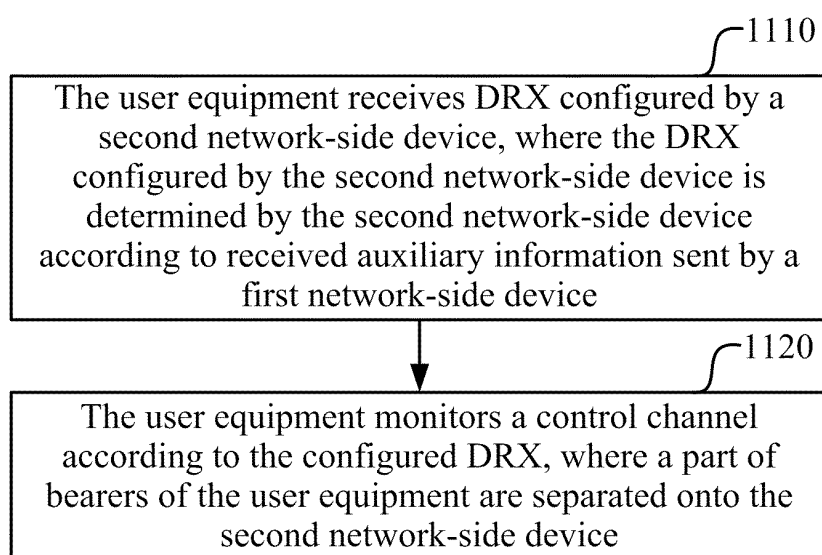 1110
The user equipment receives DRX configured by a
second network-side device, where the DRX
configured by the second network-side device is
determined by the second network-side device
according to received auxiliary information sent by a
first network-side device
1120
The user equipment monitors a control channel
according to the configured DRX, where a part of
bearers of the user equipment are separated onto the
second network-side device